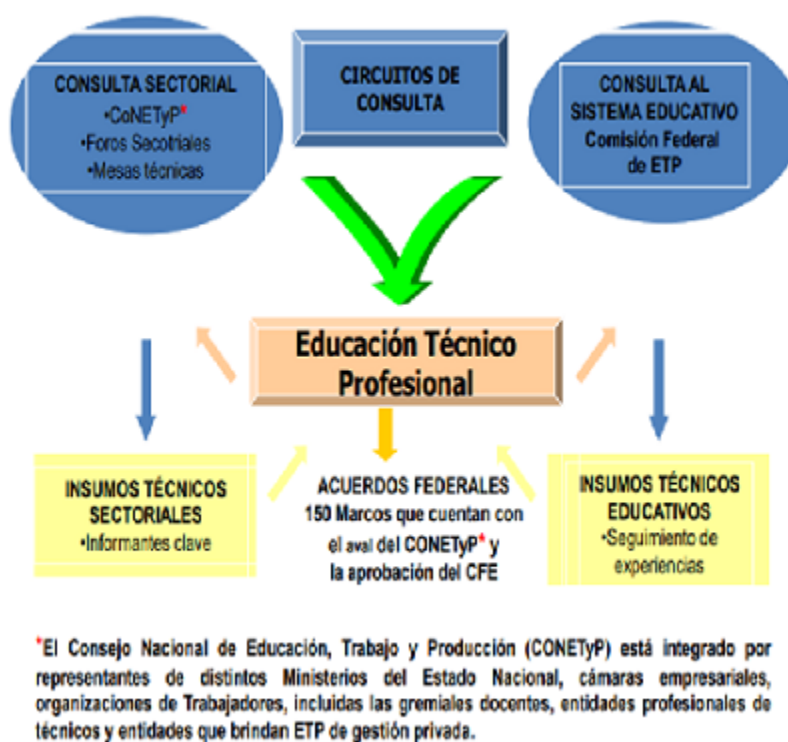 CONSULTA SECTORIAL
•CoNETyP*
•Foros Secotriales
•Mesas técnicas
CIRCUITOS DE
CONSULTA
CONSULTA AL
SISTEMA EDUCATIVO
Comisión Federal
de ETP
Educación Técnico
Profesional
INSUMOS TÉCNICOS
SECTORIALES
•Informantes clave
ACUERDOS FEDERALES
150 Marcos que cuentan con
el aval del CONETyP* y
la aprobación del CFE
INSUMOS TÉCNICOS
EDUCATIVOS
•Seguimiento de
experiencias
*El Consejo Nacional de Educación, Trabajo y Producción (CONETyP) está integrado por
representantes de distintos Ministerios del Estado Nacional, cámaras empresariales,
organizaciones de Trabajadores, incluidas las gremiales docentes, entidades profesionales de
técnicos y entidades que brindan ETP de gestión privada.